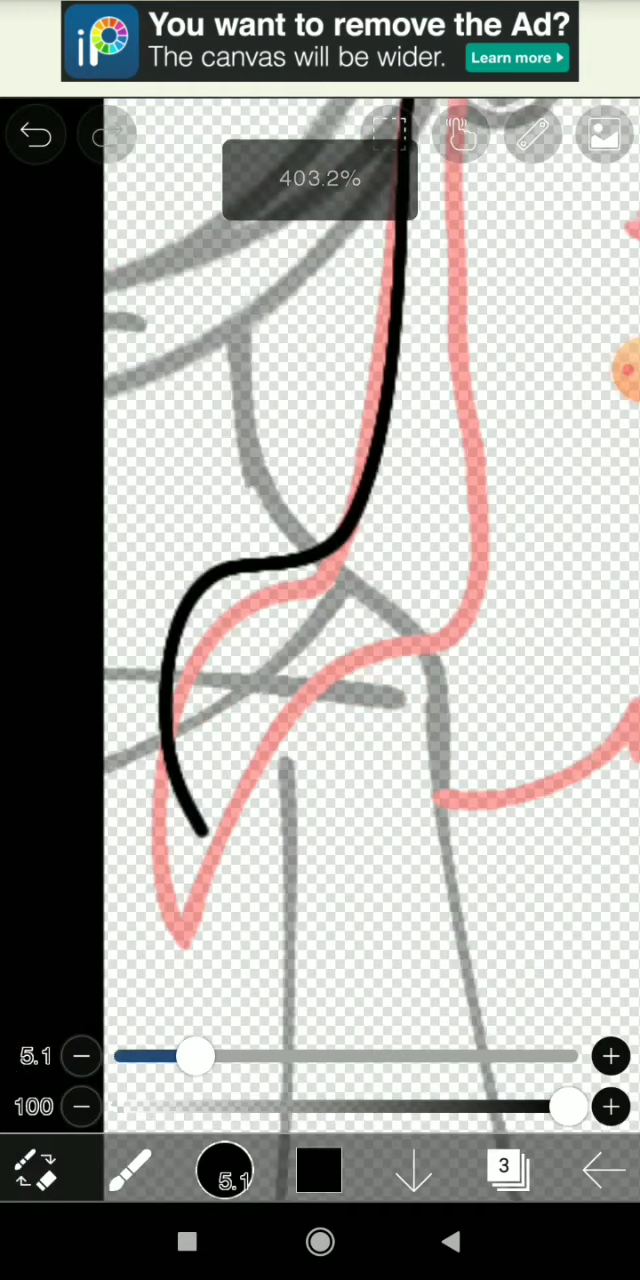 iP
You want to remove the Ad?
The canvas will be wider.
Learn more
403.2%
5.1
100
5.1
3